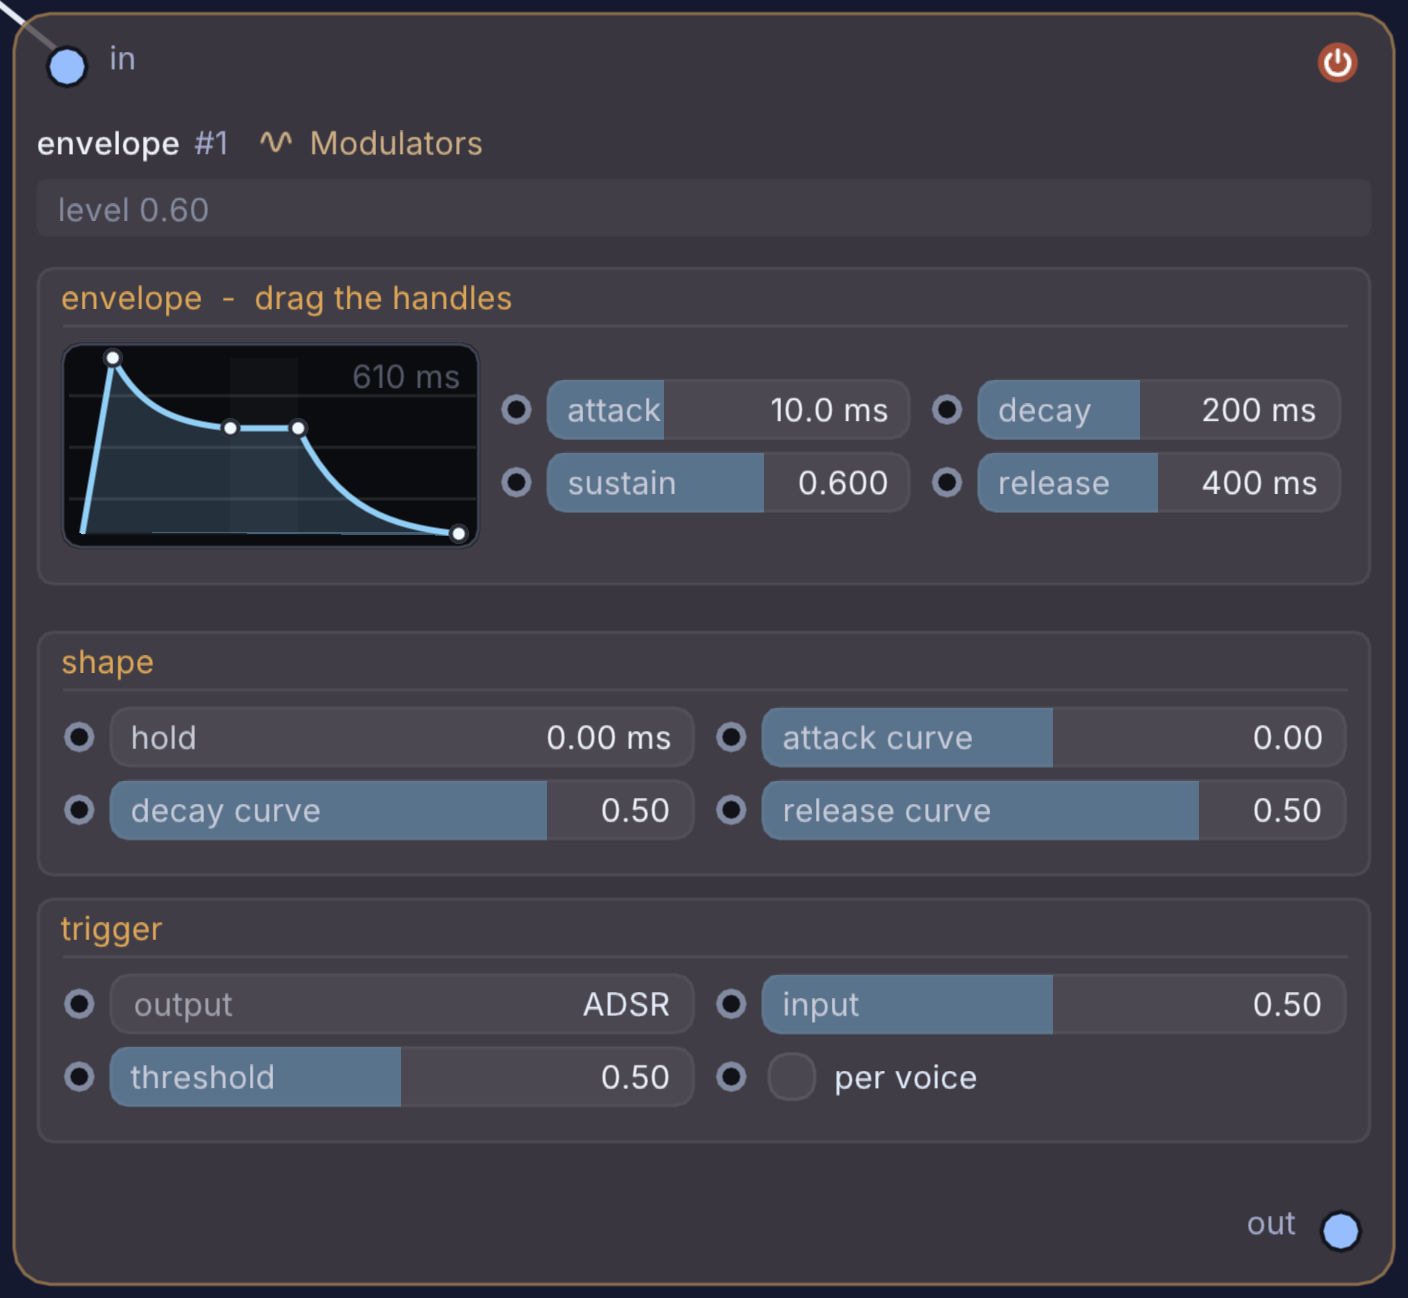 in
envelope #1 Modulators
level 0.60
envelope - drag the handles
610 ms
attack 10.0 ms decay 200 ms
sustain 0.600 release 400 ms
shape
hold 0.00 ms attack curve 0.00
decay curve 0.50 release curve 0.50
trigger
output ADSR input 0.50
threshold 0.50 per voice
out